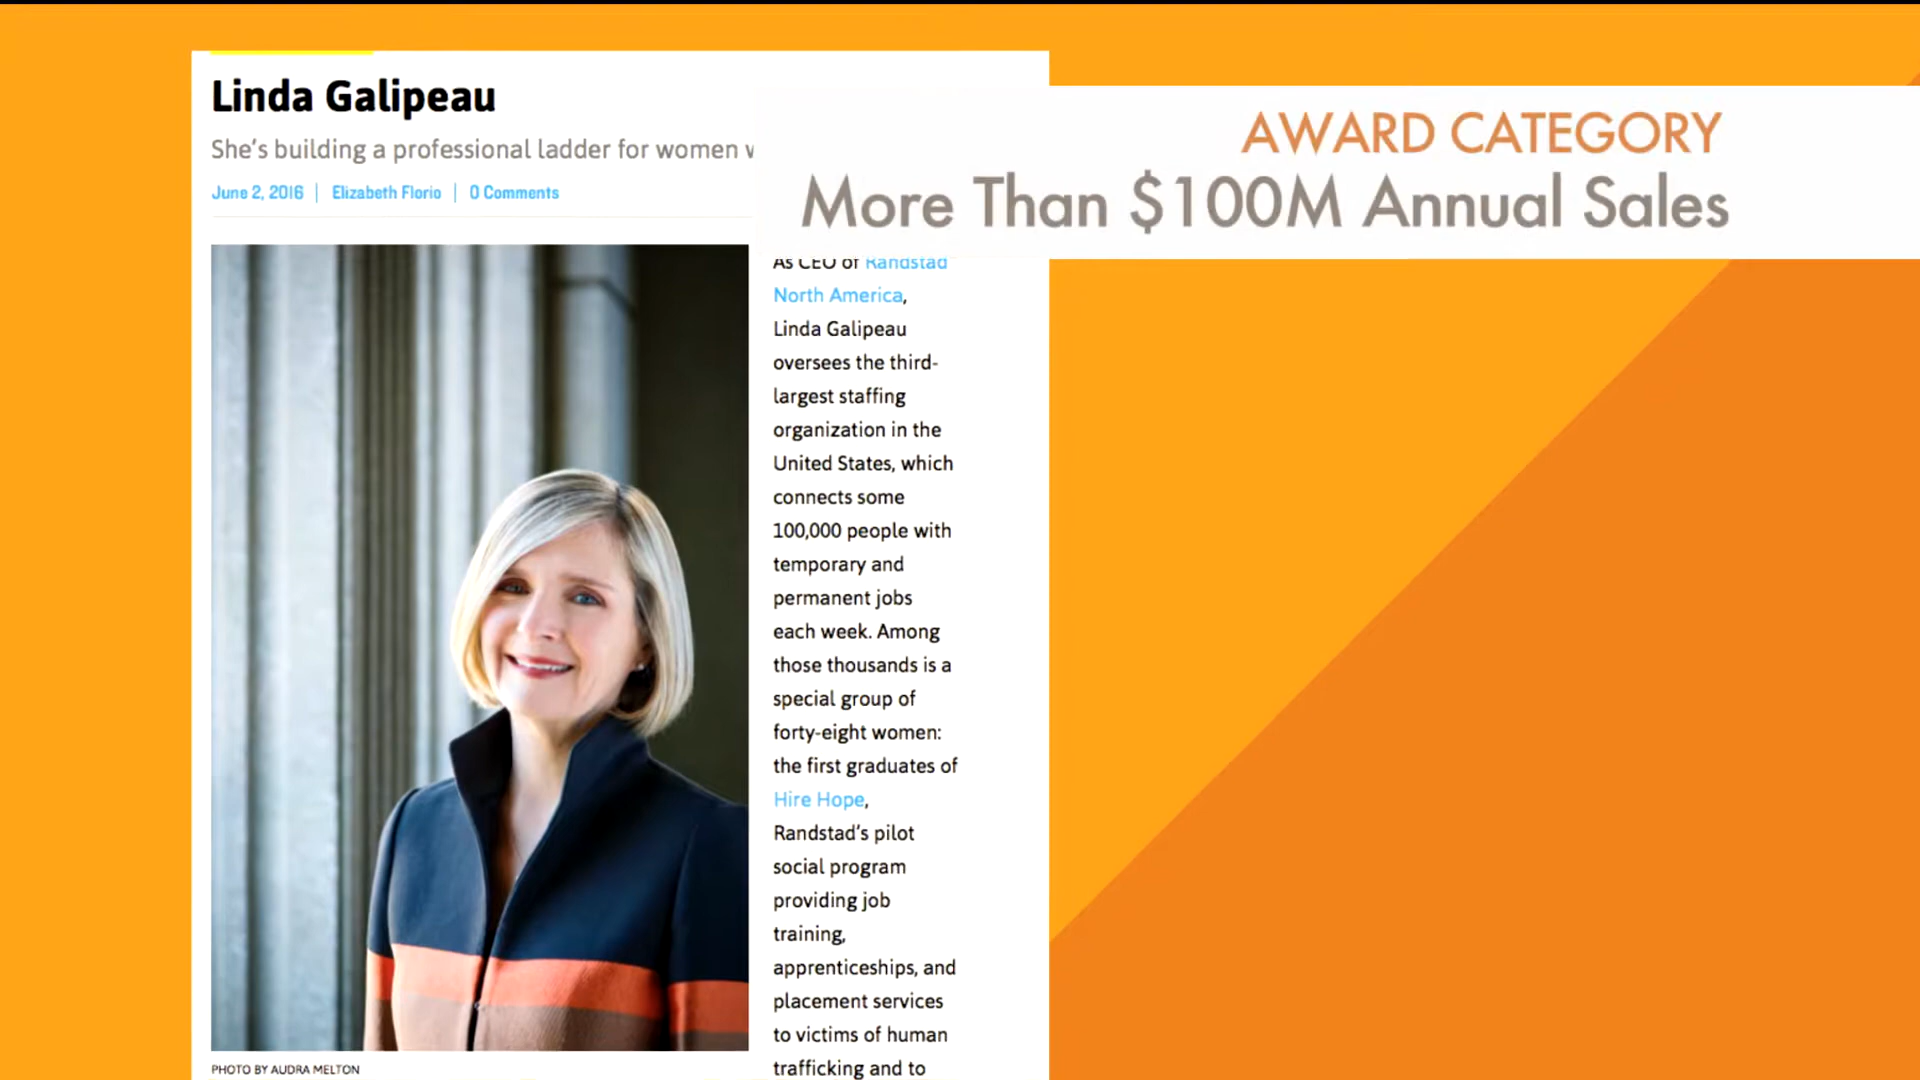 Linda Galipeau
She's building a professional ladder for women
June 2, 2016 | Elizabeth Florio | 0 Comments
AWARD CATEGORY
More Than $100M Annual Sales
As CEO of Randstad
North America,
Linda Galipeau
oversees the third-
largest staffing
organization in the
United States, which
connects some
100,000 people with
temporary and
permanent jobs
each week. Among
those thousands is a
special group of
forty-eight women:
the first graduates of
Hire Hope,
Randstad's pilot
social program
providing job
training,
apprenticeships, and
placement services
to victims of human
trafficking and to
PHOTO BY AUDRA MELTON